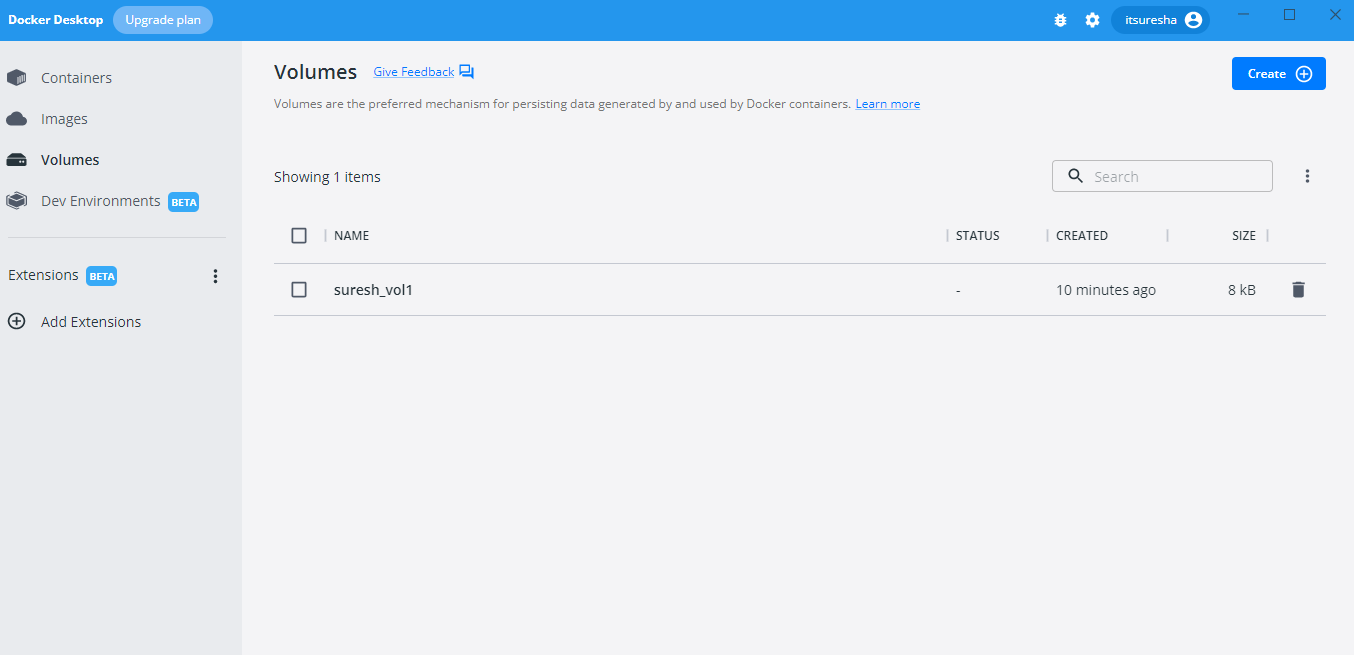 Docker Desktop Upgrade plan itsuresha
Containers
Images
Volumes
Dev Environments BETA
Extensions BETA
Add Extensions
Volumes Give Feedback Create
Volumes are the preferred mechanism for persisting data generated by and used by Docker containers. Learn more
Showing 1 items Search
NAME STATUS CREATED SIZE
suresh_vol1 - 10 minutes ago 8 kB